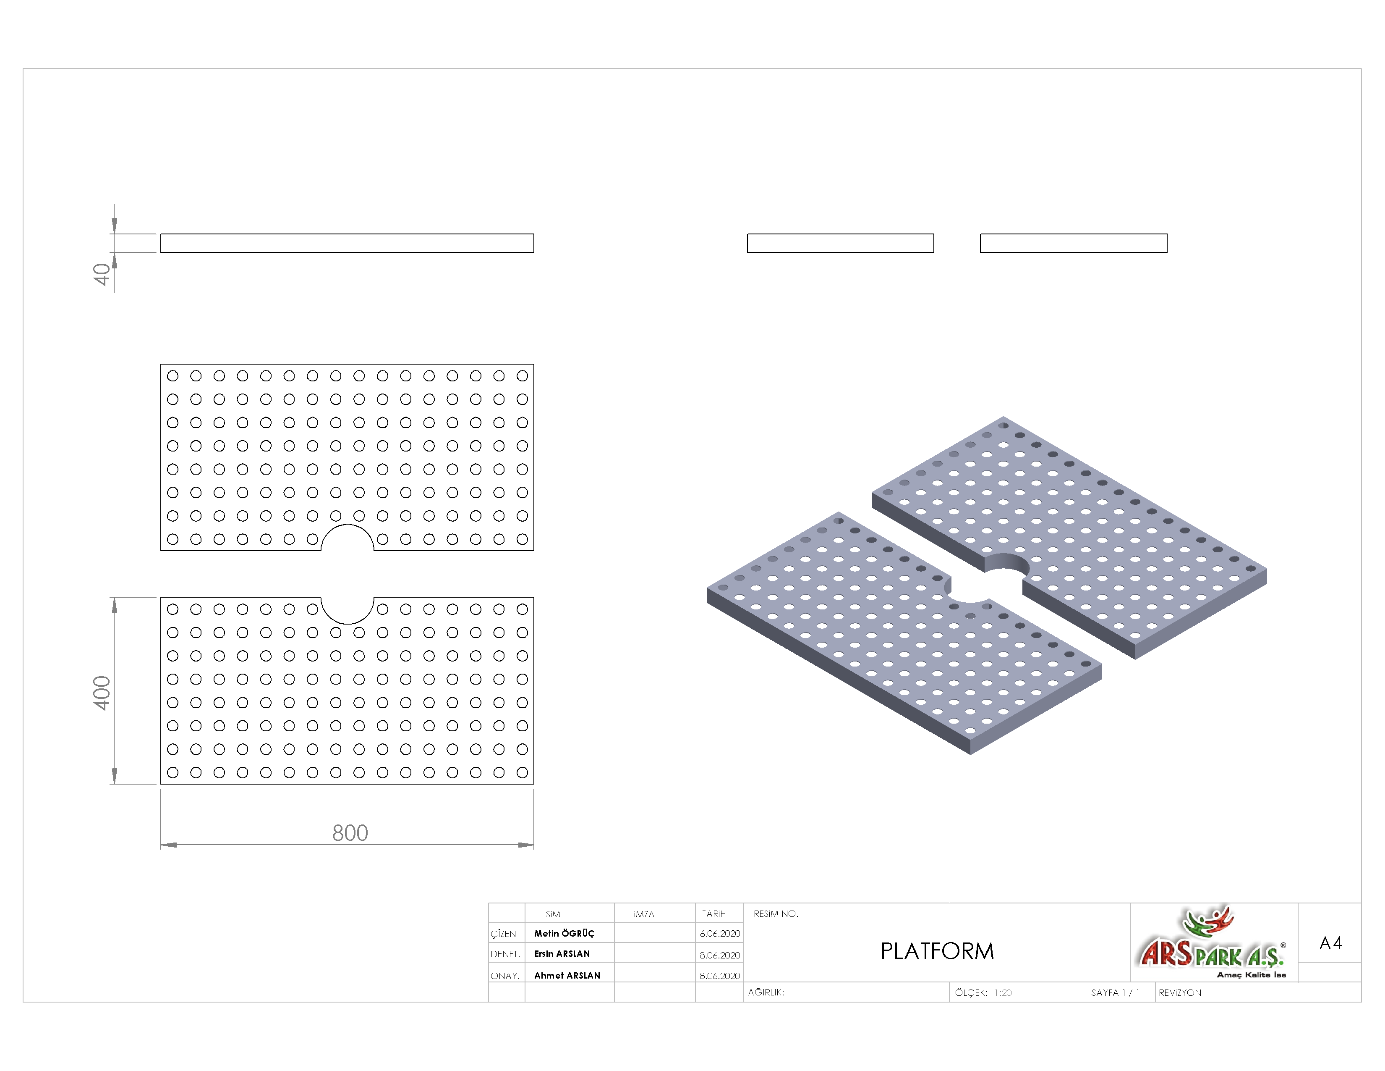 40
400
800
İSİM
İMZA
TARİH
RESİM NO.
ÇİZEN
Metin ÖGRÜÇ
6.06.2020
DENET.
Ersin ARSLAN
8.06.2020
ONAY.
Ahmet ARSLAN
8.06.2020
PLATFORM
ARSPARK A.Ş.®
Amaç Kalite İse
A4
AĞIRLIK:
ÖLÇEK: 1:20
SAYFA 1 / 1
REVİZYON